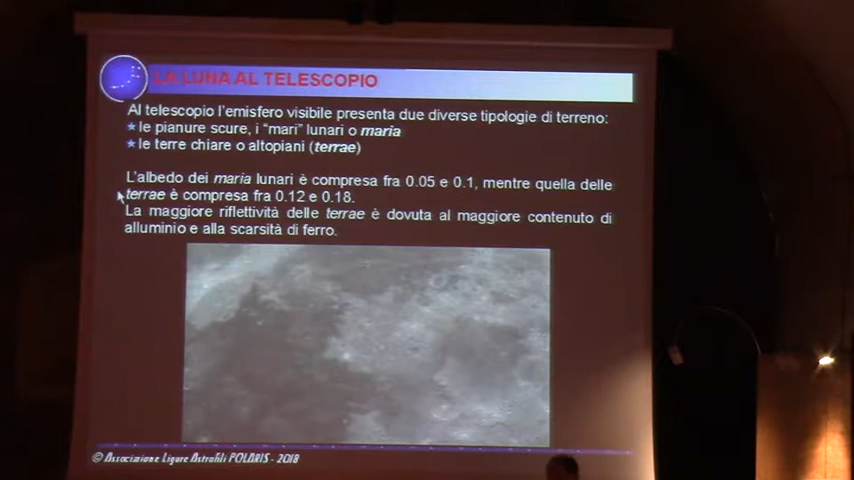 LA LUNA AL TELESCOPIO
Al telescopio l'emisfero visibile presenta due diverse tipologie di terreno:
le pianure scure, i "mari" lunari o maria
le terre chiare o altopiani (terrae)
L'albedo dei maria lunari è compresa fra 0.05 e 0.1, mentre quella delle
terrae è compresa fra 0.12 e 0.18.
La maggiore riflettività delle terrae è dovuta al maggiore contenuto di
alluminio e alla scarsità di ferro.
© Associazione Ligure Astrofili POLARIS - 2018